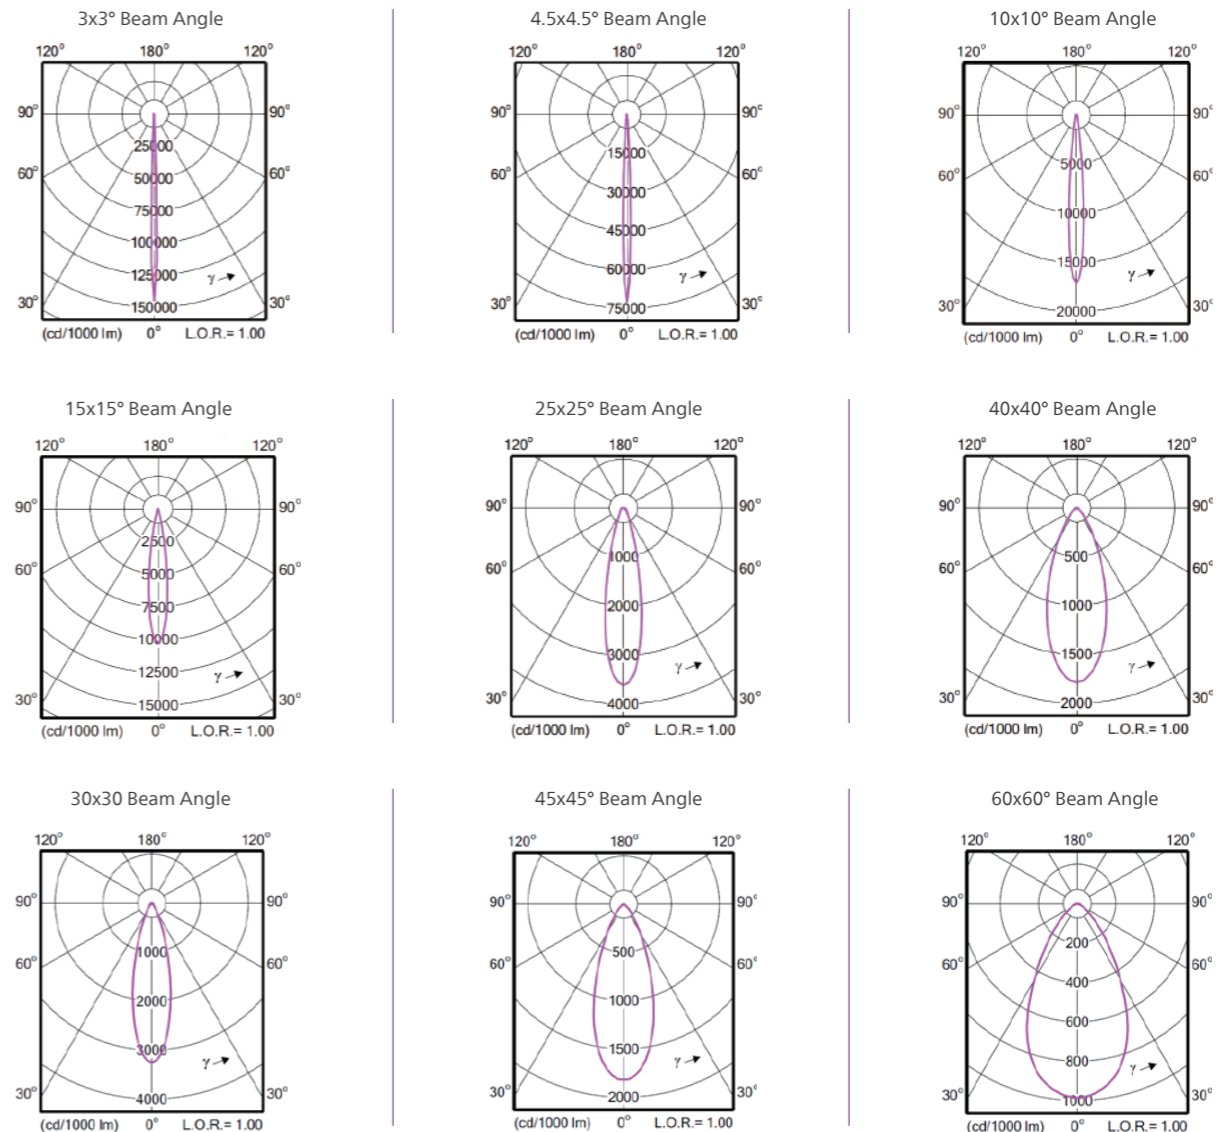 3x3° Beam Angle
120° 180° 120°
90° 90°
25000
60° 60°
50000
75000
100000
125000
γ
30° 150000 30°
(cd/1000 lm) 0° L.O.R.= 1.00
4.5x4.5° Beam Angle
120° 180° 120°
90° 90°
15000
60° 60°
30000
45000
60000
γ
30° 75000 30°
(cd/1000 lm) 0° L.O.R.= 1.00
10x10° Beam Angle
120° 180° 120°
90° 90°
5000
60° 60°
10000
15000
γ
30° 20000 30°
(cd/1000 lm) 0° L.O.R.= 1.00
15x15° Beam Angle
120° 180° 120°
90° 90°
2500
60° 5000 60°
7500
10000
12500
γ
30° 15000 30°
(cd/1000 lm) 0° L.O.R.= 1.00
25x25° Beam Angle
120° 180° 120°
90° 90°
1000
60° 60°
2000
3000
γ
30° 4000 30°
(cd/1000 lm) 0° L.O.R.= 1.00
40x40° Beam Angle
120° 180° 120°
90° 90°
500
60° 60°
1000
1500
γ
30° 2000 30°
(cd/1000 lm) 0° L.O.R.= 1.00
30x30 Beam Angle
120° 180° 120°
90° 90°
1000
60° 60°
2000
3000
γ
30° 4000 30°
(cd/1000 lm) 0° L.O.R.= 1.00
45x45° Beam Angle
120° 180° 120°
90° 90°
500
60° 60°
1000
1500
γ
30° 2000 30°
(cd/1000 lm) 0° L.O.R.= 1.00
60x60° Beam Angle
120° 180° 120°
90° 90°
200
60° 60°
400
600
800
γ
30° 1000 30°
(cd/1000 lm) 0° L.O.R.= 1.00